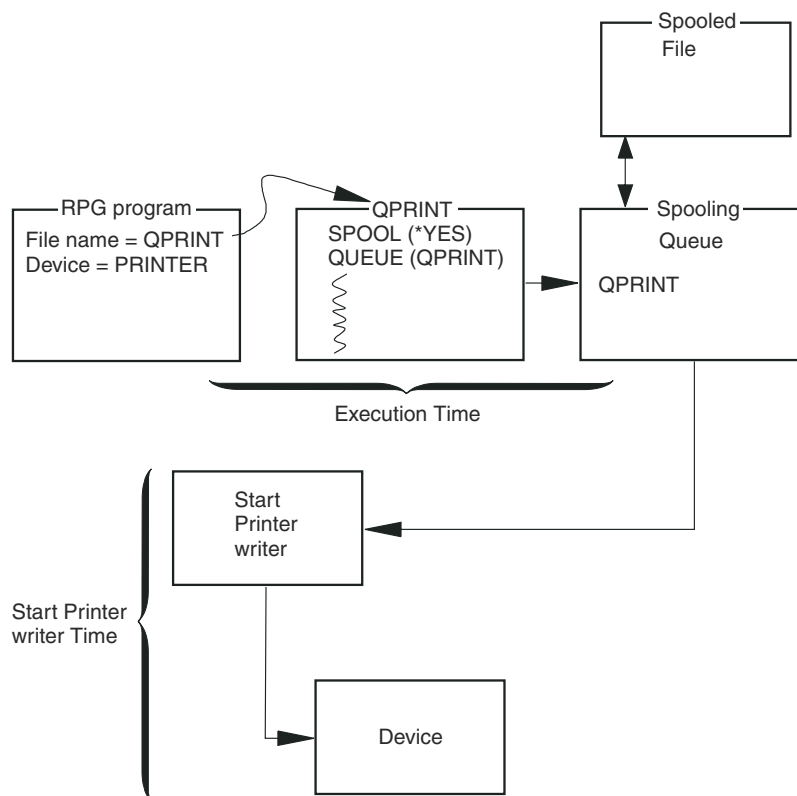 Spooled
File
RPG program
File name = QPRINT
Device = PRINTER
QPRINT
SPOOL (*YES)
QUEUE (QPRINT)
Spooling
Queue
QPRINT
Execution Time
Start
Printer
writer
Start Printer
writer Time
Device